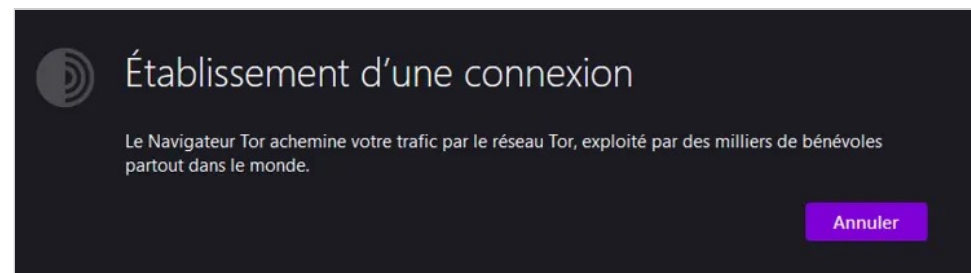 Établissement d’une connexion
Le Navigateur Tor achemine votre trafic par le réseau Tor, exploité par des milliers de bénévoles
partout dans le monde.
Annuler